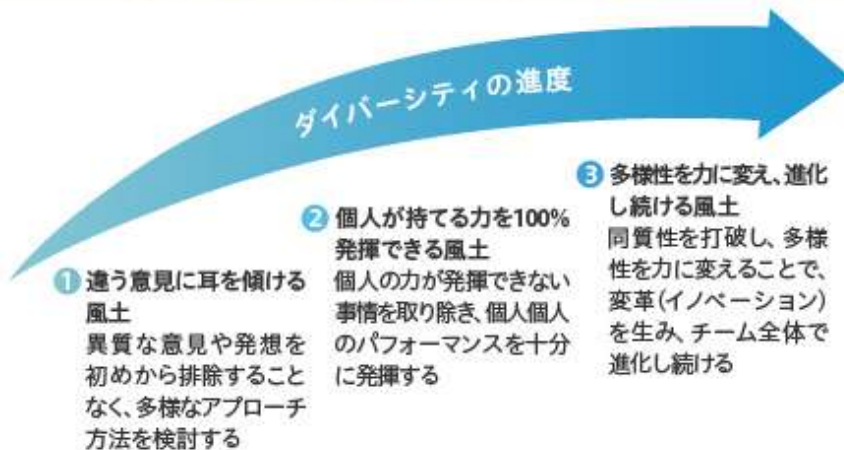 ダイバーシティの進度
① 違う意見に耳を傾ける
風土
異質な意見や発想を
初めから排除すること
なく、多様なアプローチ
方法を検討する
② 個人が持てる力を100%
発揮できる風土
個人の力が発揮できない
事情を取り除き、個人個人
のパフォーマンスを十分
に発揮する
③ 多様性を力に変え、進化
し続ける風土
同質性を打破し、多様
性を力に変えることで、
変革(イノベーション)
を生み、チーム全体で
進化し続ける